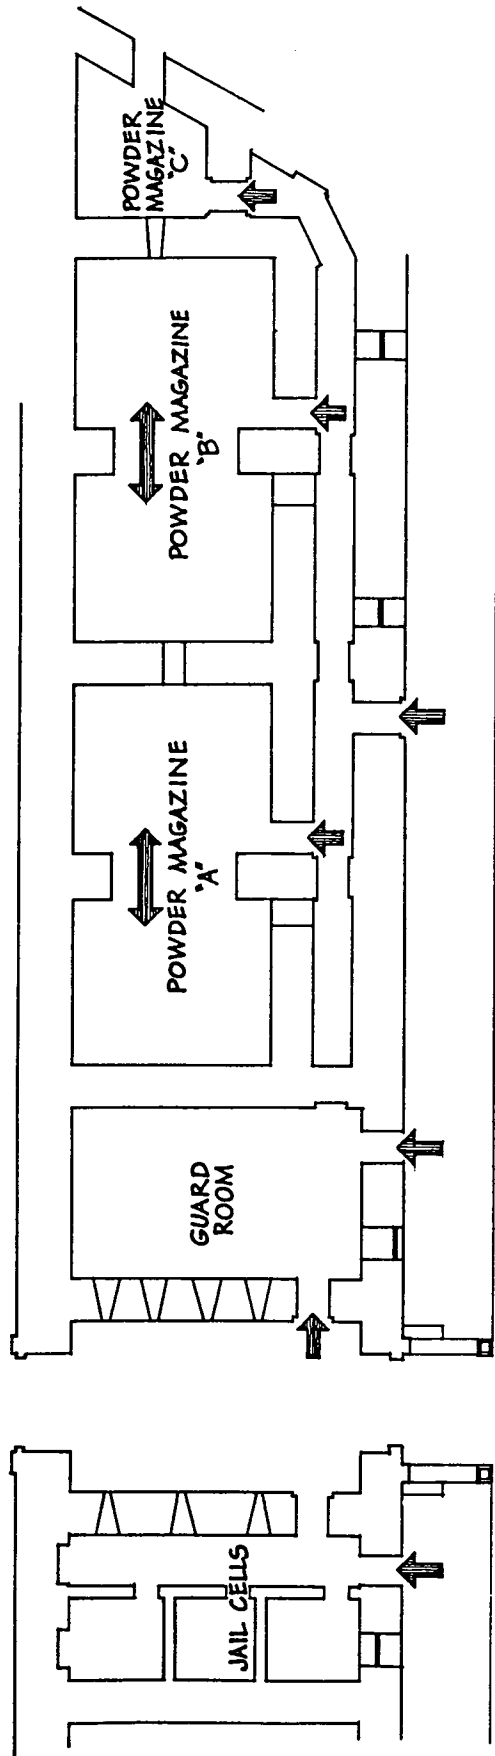 POWDER
MAGAZINE
"C"
POWDER MAGAZINE
"B"
POWDER MAGAZINE
"A"
GUARD
ROOM
JAIL CELLS